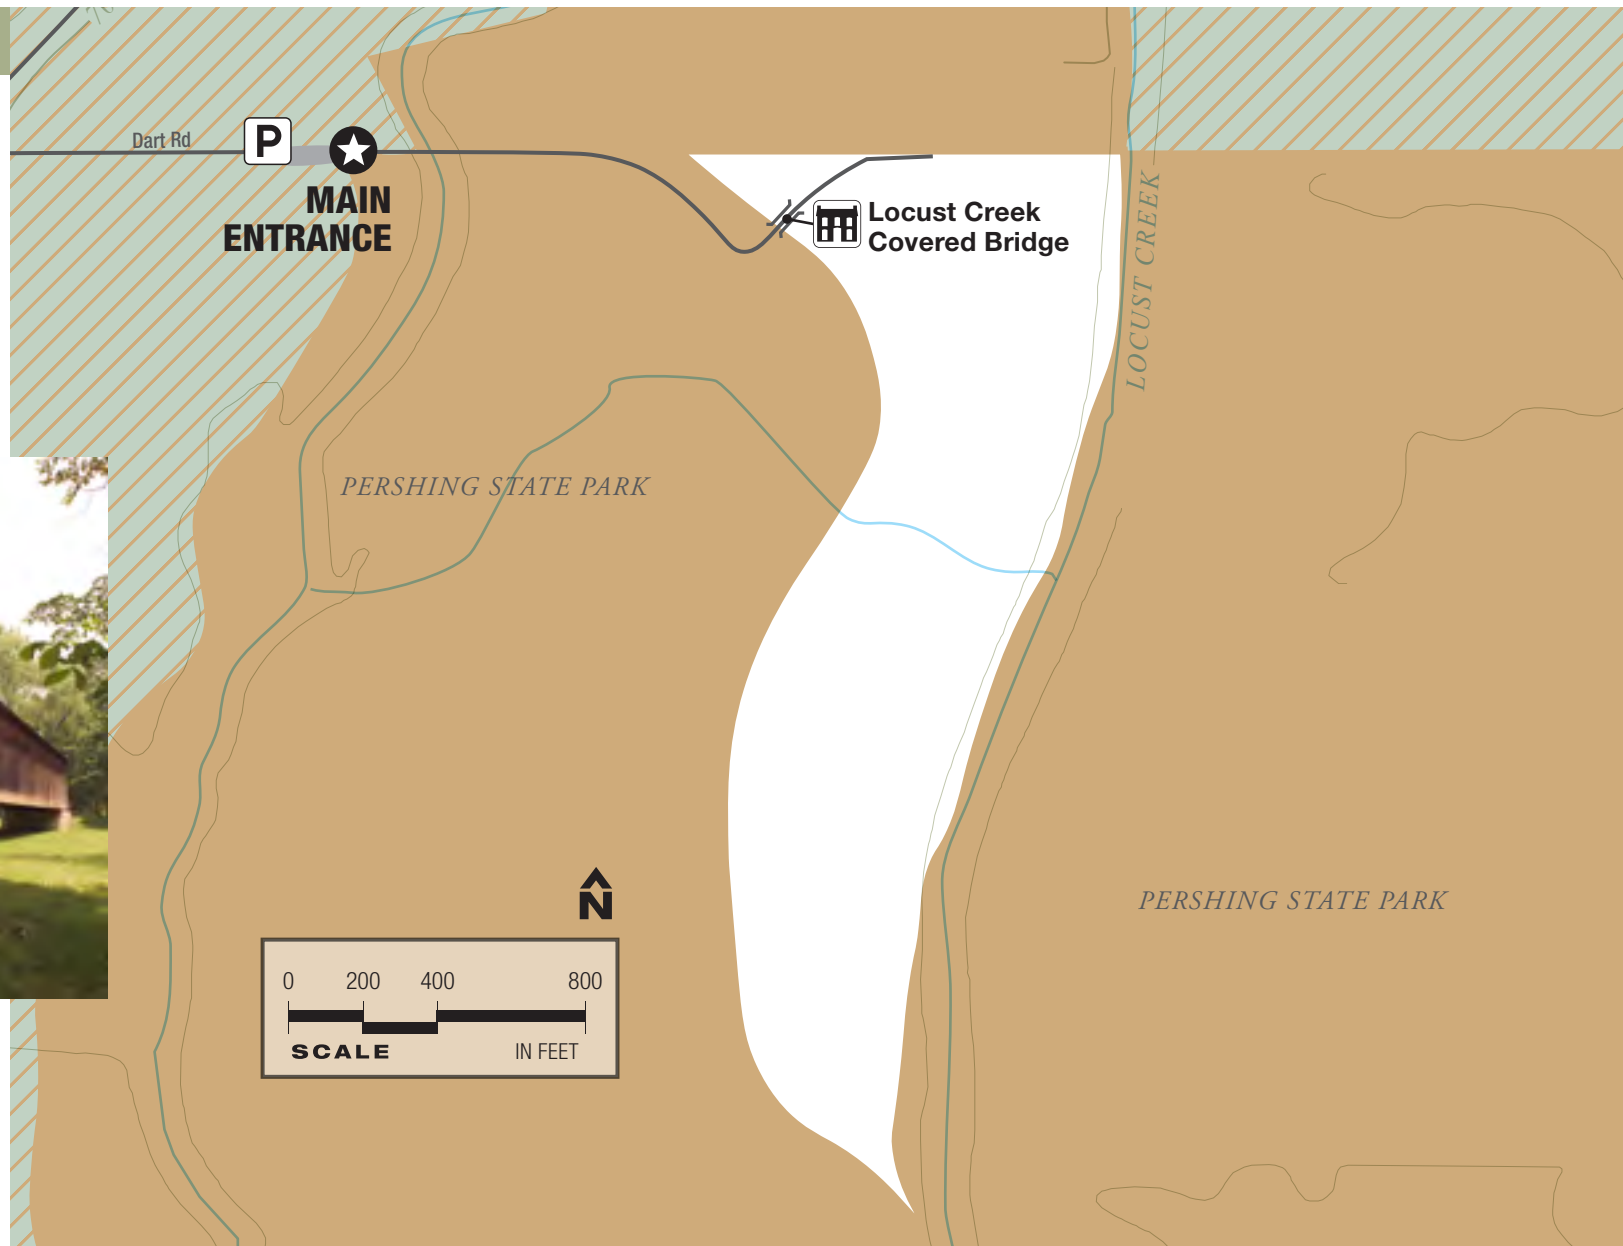 Dart Rd
P
MAIN
ENTRANCE
Locust Creek
Covered Bridge
LOCUST CREEK
PERSHING STATE PARK
PERSHING STATE PARK
N
0 200 400 800
SCALE IN FEET